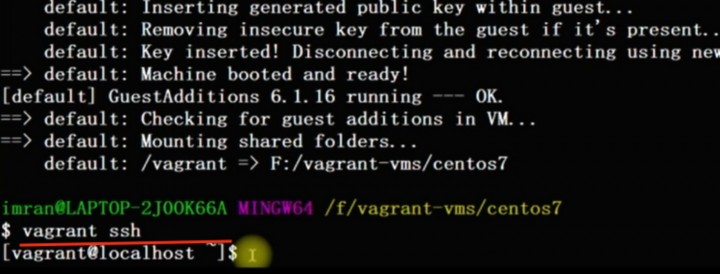 default: Inserting generated public key within guest...
default: Removing insecure key from the guest if it's present..
default: Key inserted! Disconnecting and reconnecting using new
==> default: Machine booted and ready!
[default] GuestAdditions 6.1.16 running --- OK.
==> default: Checking for guest additions in VM...
==> default: Mounting shared folders...
default: /vagrant => F:/vagrant-vms/centos7
imran@LAPTOP-2JOOK66A MINGW64 /f/vagrant-vms/centos7
$ vagrant ssh
[vagrant@localhost ~]$